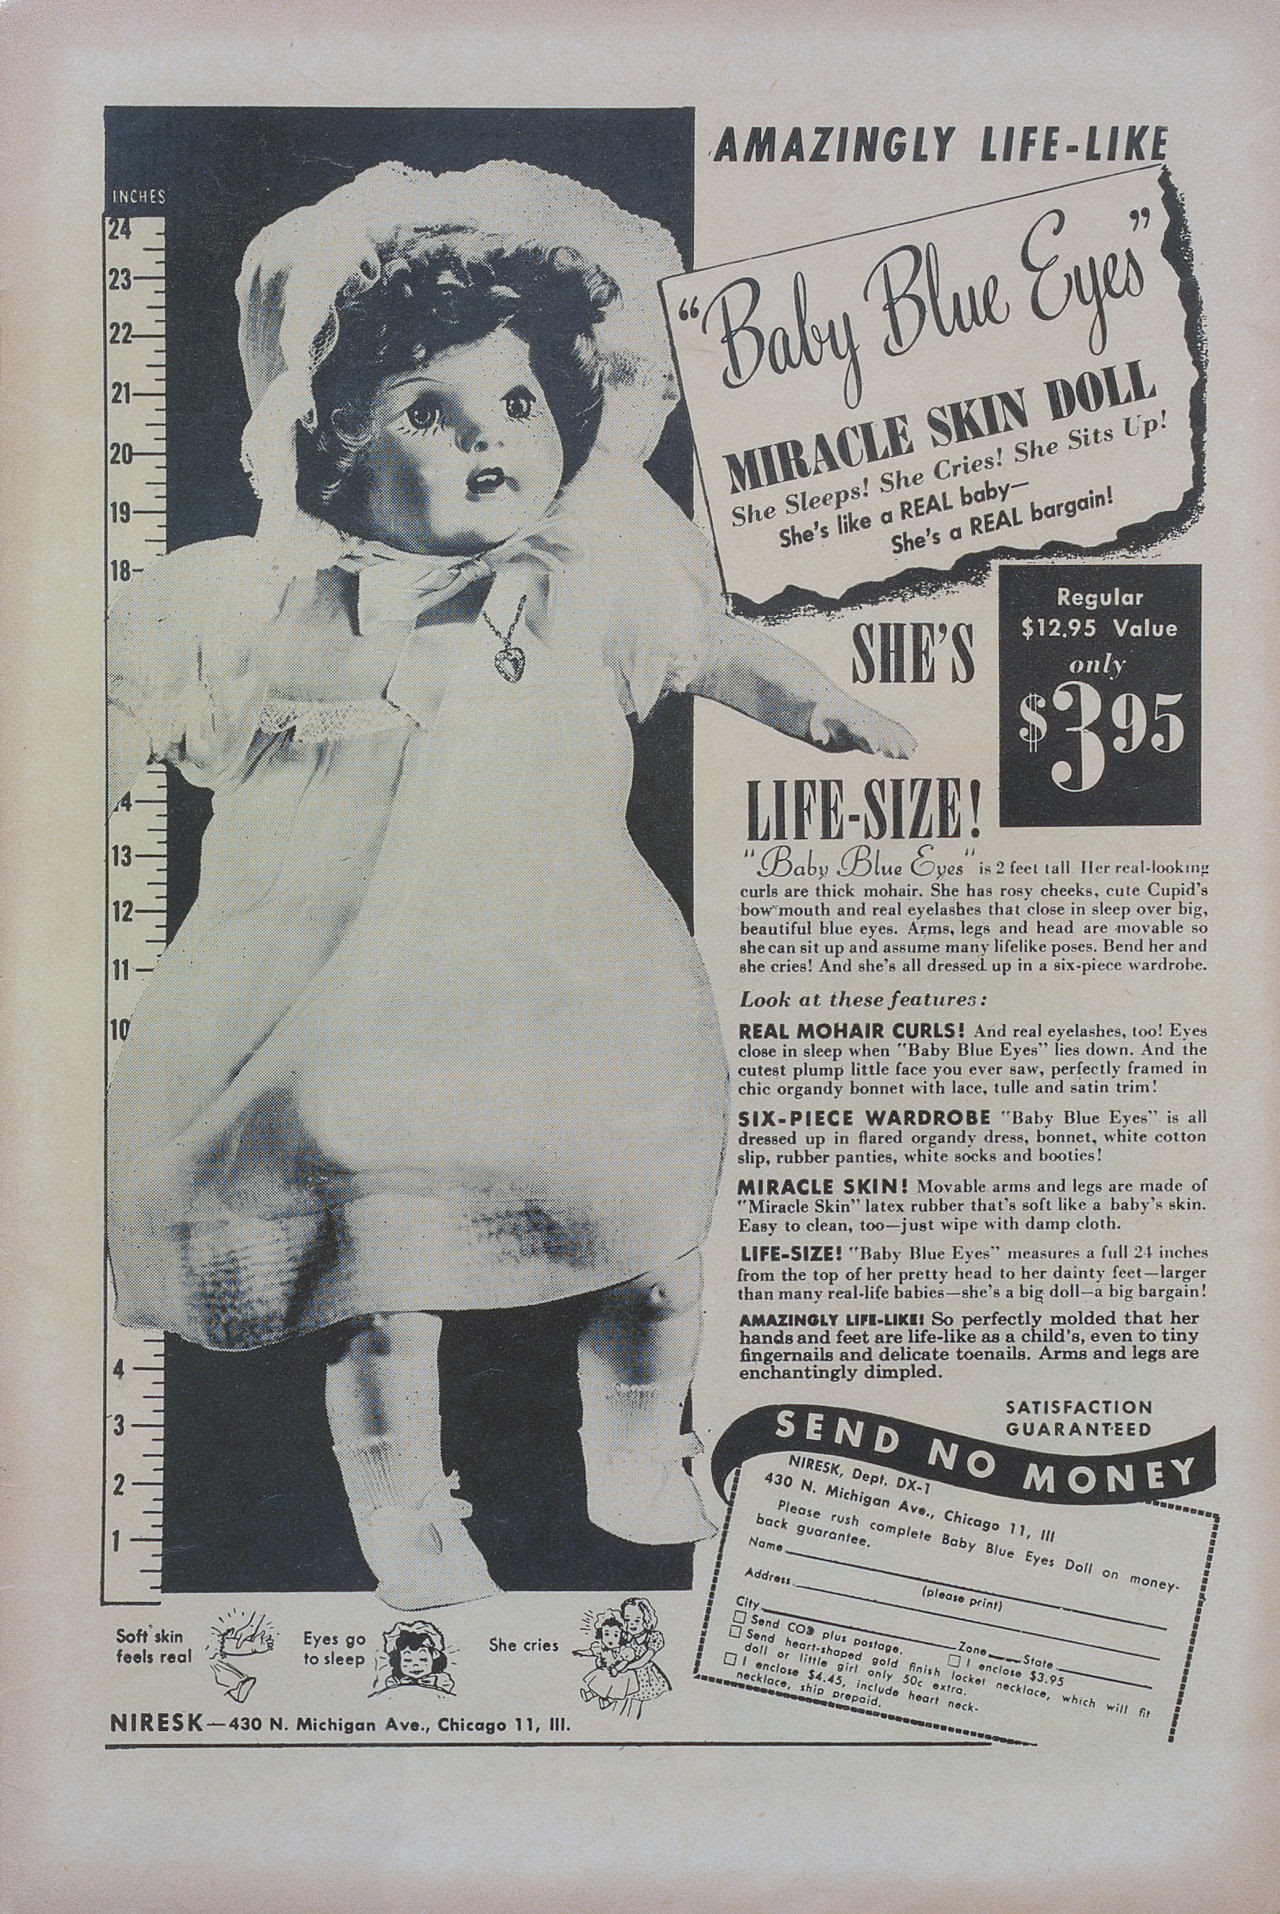 AMAZINGLY LIFE-LIKE
"Baby Blue Eyes"
MIRACLE SKIN DOLL
She Sleeps! She Cries! She Sits Up!
She's like a REAL baby—
She's a REAL bargain!
INCHES
24
23
22
21
20
19
18
14
13
12
11
10
4
3
2
1
Regular
$12.95 Value
only
$3.95
SHE'S
LIFE-SIZE!
"Baby Blue Eyes" is 2 feet tall. Her real-looking
curls are thick mohair. She has rosy cheeks, cute Cupid's
bow mouth and real eyelashes that close in sleep over big,
beautiful blue eyes. Arms, legs and head are movable so
she can sit up and assume many lifelike poses. Bend her and
she cries! And she's all dressed up in a six-piece wardrobe.
Look at these features:
REAL MOHAIR CURLS! And real eyelashes, too! Eyes
close in sleep when "Baby Blue Eyes" lies down. And the
cutest plump little face you ever saw, perfectly framed in
chic organdy bonnet with lace, tulle and satin trim!
SIX-PIECE WARDROBE "Baby Blue Eyes" is all
dressed up in flared organdy dress, bonnet, white cotton
slip, rubber panties, white socks and booties!
MIRACLE SKIN! Movable arms and legs are made of
"Miracle Skin" latex rubber that's soft like a baby's skin.
Easy to clean, too—just wipe with damp cloth.
LIFE-SIZE! "Baby Blue Eyes" measures a full 24 inches
from the top of her pretty head to her dainty feet—larger
than many real-life babies—she's a big doll—a big bargain!
AMAZINGLY LIFE-LIKE! So perfectly molded that her
hands and feet are life-like as a child's, even to tiny
fingernails and delicate toenails. Arms and legs are
enchantingly dimpled.
SATISFACTION
GUARANTEED
SEND NO MONEY
NIRESK, Dept. DX-1
430 N. Michigan Ave., Chicago 11, Ill
Please rush complete Baby Blue Eyes Doll on money-
back guarantee.
Name
(please print)
Address
City Zone State
Send COD plus postage. I enclose $3.95
Send heart-shaped gold finish locket necklace, which will fit
doll or little girl only 50c extra.
I enclose $4.45, include heart neck-
necklace, ship prepaid.
Soft skin
feels real
Eyes go
to sleep
She cries
NIRESK—430 N. Michigan Ave., Chicago 11, Ill.